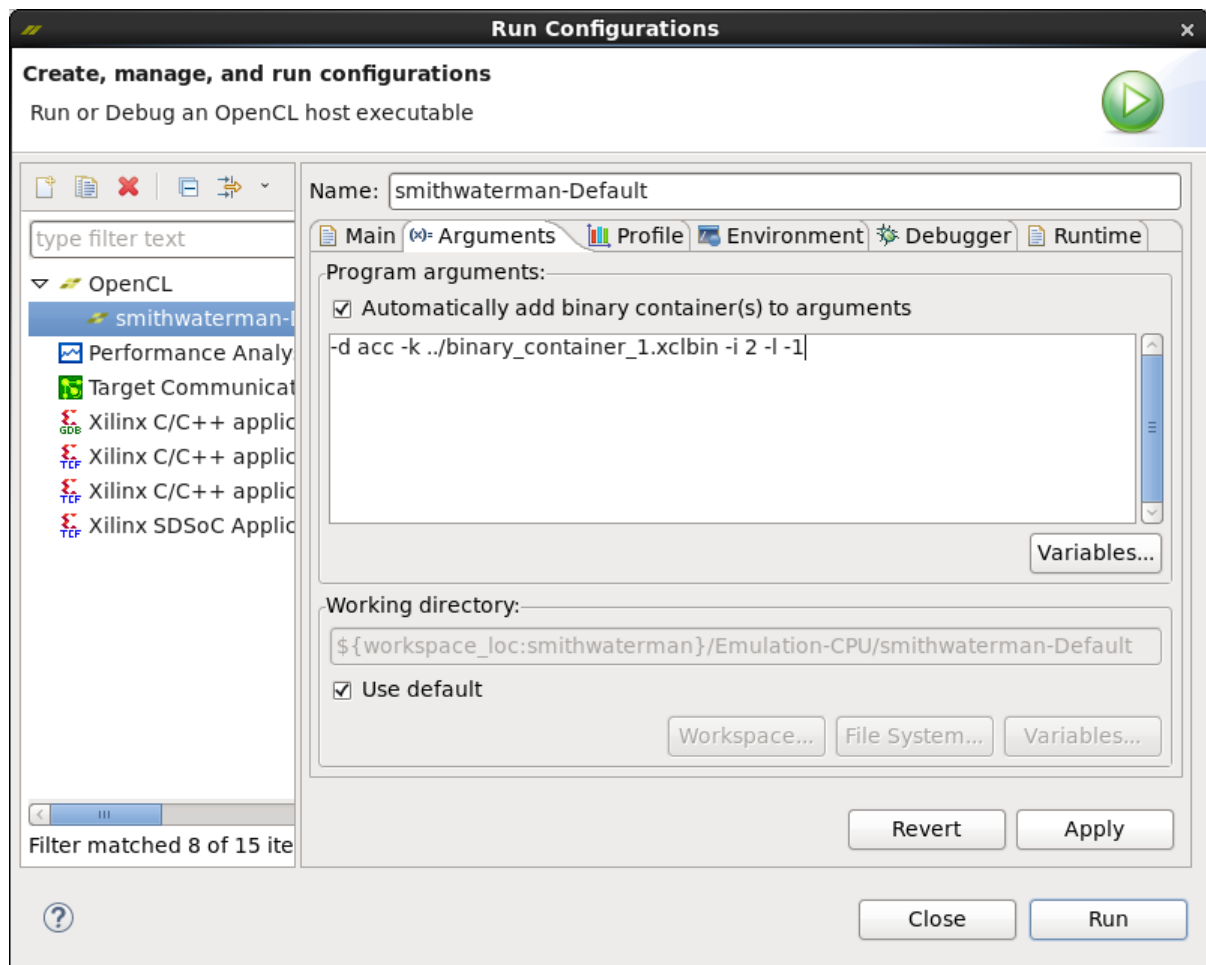 Run Configurations
Create, manage, and run configurations
Run or Debug an OpenCL host executable
type filter text
OpenCL
smithwaterman-
Performance Analy
Target Communicat
GDB Xilinx C/C++ applic
TCF Xilinx C/C++ applic
TCF Xilinx C/C++ applic
TCF Xilinx SDSoC Applic
Filter matched 8 of 15 ite
Name: smithwaterman-Default
Main (x)= Arguments Profile Environment Debugger Runtime
Program arguments:
Automatically add binary container(s) to arguments
-d acc -k ../binary_container_1.xclbin -i 2 -l -1
Variables...
Working directory:
${workspace_loc:smithwaterman}/Emulation-CPU/smithwaterman-Default
Use default
Workspace... File System... Variables...
Revert Apply
? Close Run